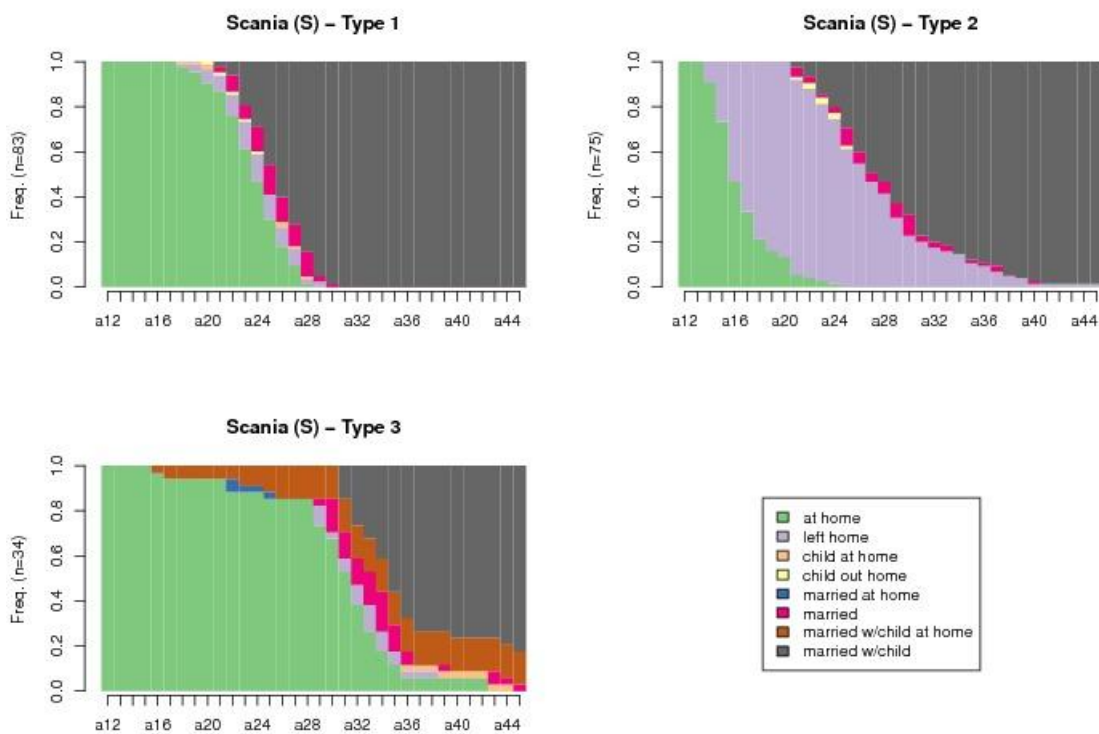 Scania (S) – Type 1
Freq. (n=83)
0.0 0.2 0.4 0.6 0.8 1.0
a12 a16 a20 a24 a28 a32 a36 a40 a44
Scania (S) – Type 2
Freq. (n=75)
0.0 0.2 0.4 0.6 0.8 1.0
a12 a16 a20 a24 a28 a32 a36 a40 a44
Scania (S) – Type 3
Freq. (n=34)
0.0 0.2 0.4 0.6 0.8 1.0
a12 a16 a20 a24 a28 a32 a36 a40 a44
at home
left home
child at home
child out home
married at home
married
married w/child at home
married w/child